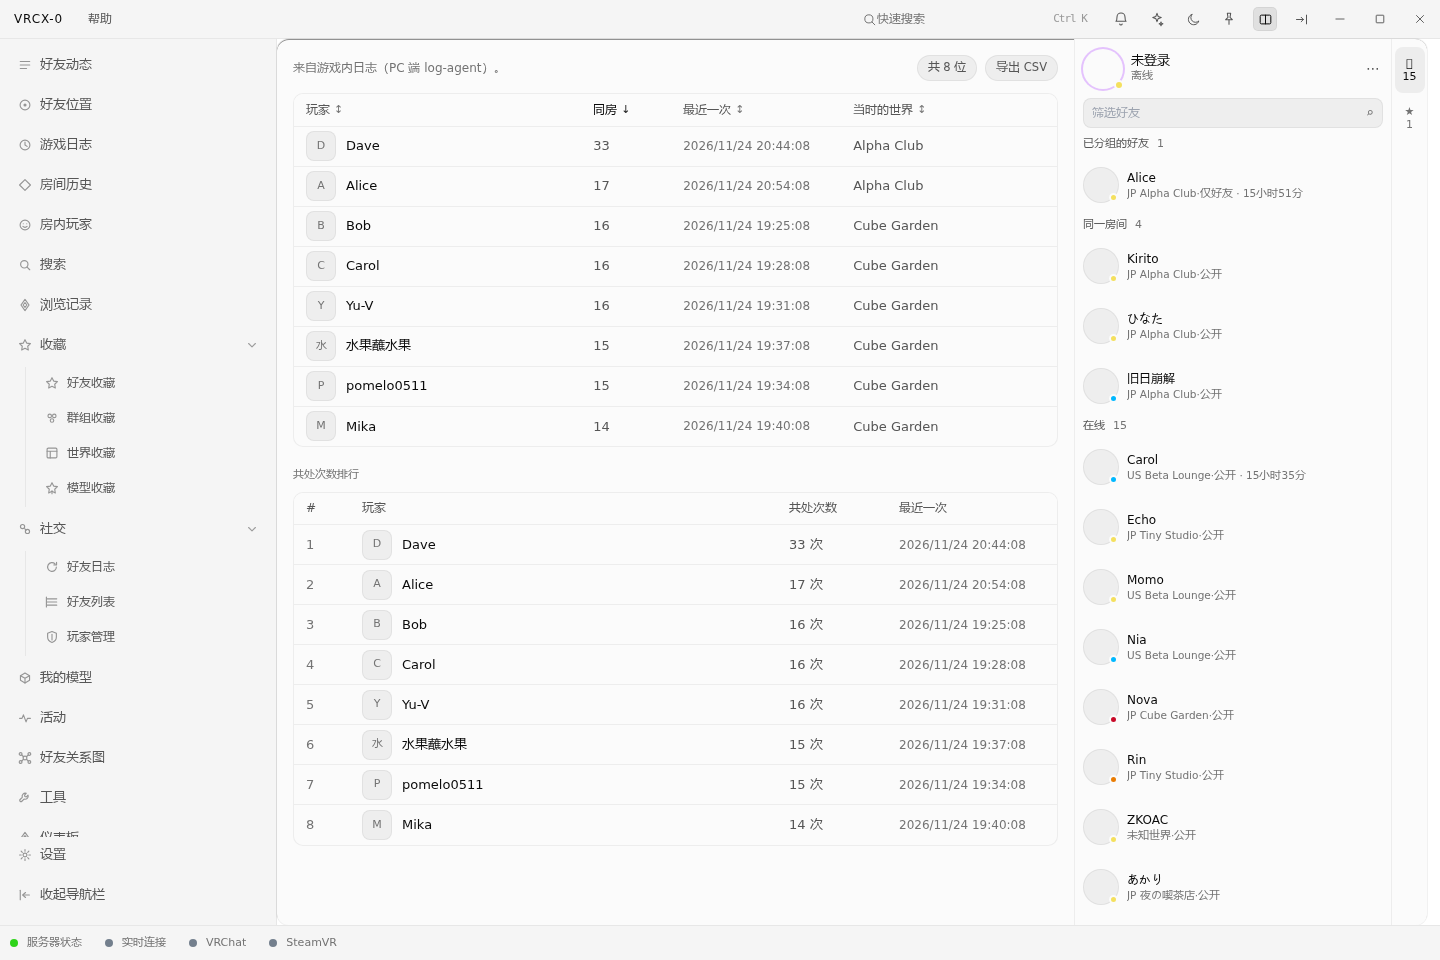 VRCX-0 帮助 快速搜索 Ctrl K
好友动态
好友位置
游戏日志
房间历史
房内玩家
搜索
浏览记录
收藏
好友收藏
群组收藏
世界收藏
模型收藏
社交
好友日志
好友列表
玩家管理
我的模型
活动
好友关系图
工具
仪表板
设置
收起导航栏
来自游戏内日志（PC 端 log-agent）。 共 8 位 导出 CSV
玩家 ↕ 同房 ↓ 最近一次 ↕ 当时的世界 ↕
D Dave 33 2026/11/24 20:44:08 Alpha Club
A Alice 17 2026/11/24 20:54:08 Alpha Club
B Bob 16 2026/11/24 19:25:08 Cube Garden
C Carol 16 2026/11/24 19:28:08 Cube Garden
Y Yu-V 16 2026/11/24 19:31:08 Cube Garden
水 水果蘸水果 15 2026/11/24 19:37:08 Cube Garden
P pomelo0511 15 2026/11/24 19:34:08 Cube Garden
M Mika 14 2026/11/24 19:40:08 Cube Garden
共处次数排行
# 玩家 共处次数 最近一次
1 D Dave 33 次 2026/11/24 20:44:08
2 A Alice 17 次 2026/11/24 20:54:08
3 B Bob 16 次 2026/11/24 19:25:08
4 C Carol 16 次 2026/11/24 19:28:08
5 Y Yu-V 16 次 2026/11/24 19:31:08
6 水 水果蘸水果 15 次 2026/11/24 19:37:08
7 P pomelo0511 15 次 2026/11/24 19:34:08
8 M Mika 14 次 2026/11/24 19:40:08
未登录
离线
筛选好友
已分组的好友 1
Alice
JP Alpha Club·仅好友 · 15小时51分
同一房间 4
Kirito
JP Alpha Club·公开
ひなた
JP Alpha Club·公开
旧日崩解
JP Alpha Club·公开
在线 15
Carol
US Beta Lounge·公开 · 15小时35分
Echo
JP Tiny Studio·公开
Momo
US Beta Lounge·公开
Nia
US Beta Lounge·公开
Nova
JP Cube Garden·公开
Rin
JP Tiny Studio·公开
ZKOAC
未知世界·公开
あかり
JP 夜の喫茶店·公开
15
★
1
服务器状态 实时连接 VRChat SteamVR